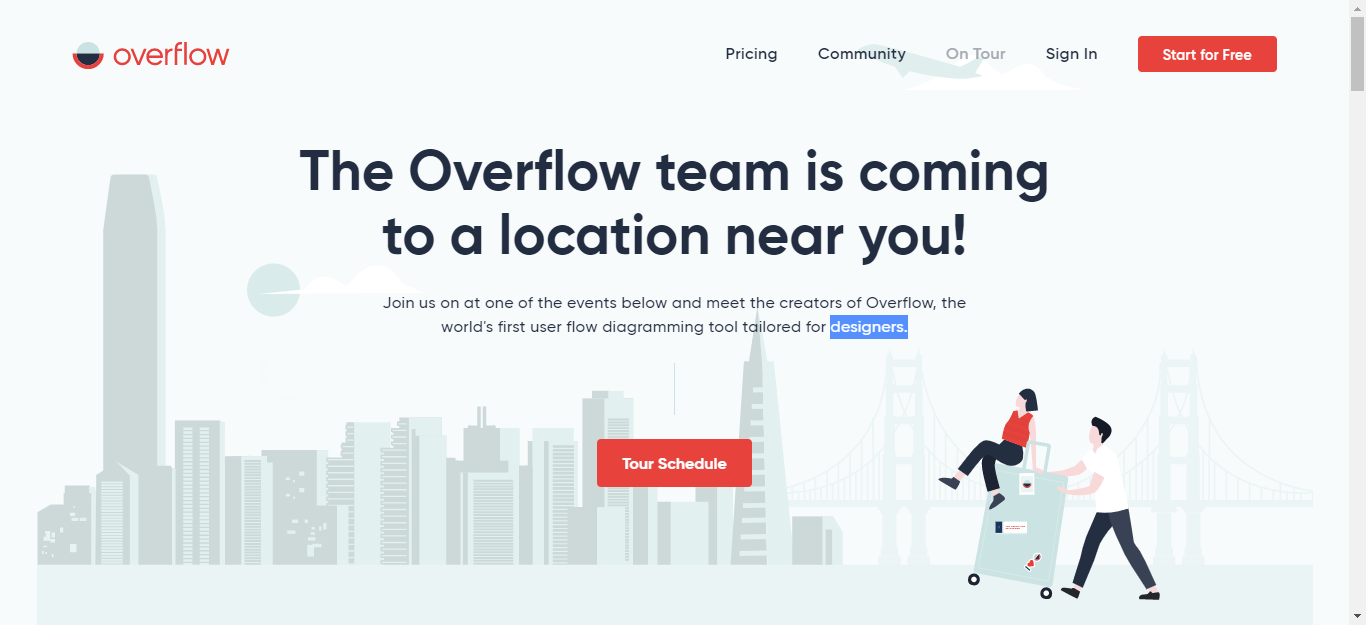 overflow
Pricing
Community
On Tour
Sign In
Start for Free
The Overflow team is coming
to a location near you!
Join us on at one of the events below and meet the creators of Overflow, the
world's first user flow diagramming tool tailored for designers.
Tour Schedule